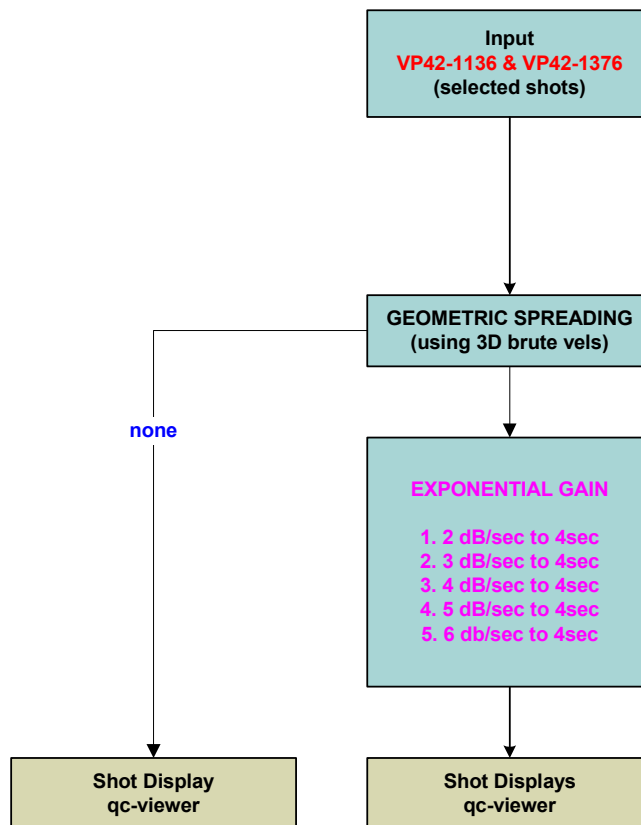 Input
VP42-1136 & VP42-1376
(selected shots)
GEOMETRIC SPREADING
(using 3D brute vels)
none
EXPONENTIAL GAIN
1. 2 dB/sec to 4sec
2. 3 dB/sec to 4sec
3. 4 dB/sec to 4sec
4. 5 dB/sec to 4sec
5. 6 db/sec to 4sec
Shot Display
qc-viewer
Shot Displays
qc-viewer